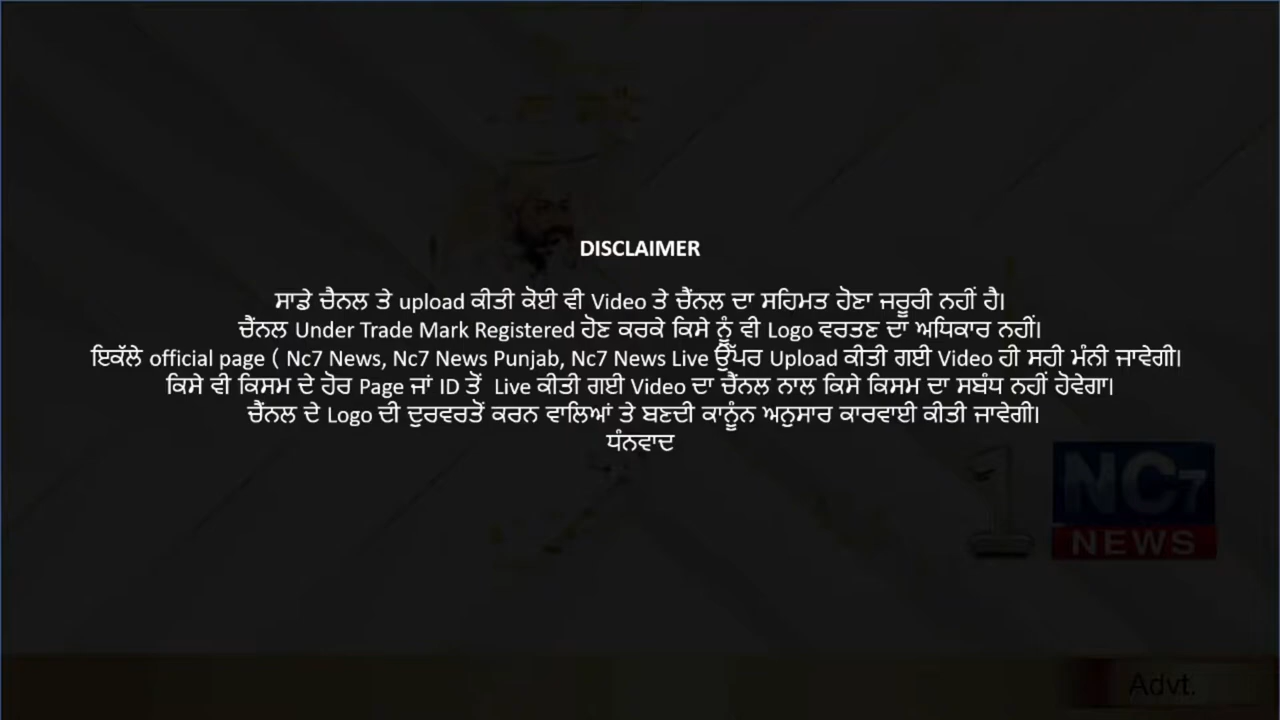 DISCLAIMER
ਸਾਡੇ ਚੈਨਲ ਤੇ upload ਕੀਤੀ ਕੋਈ ਵੀ Video ਤੇ ਚੈਂਨਲ ਦਾ ਸਹਿਮਤ ਹੋਣਾ ਜਰੂਰੀ ਨਹੀਂ ਹੈ।
ਚੈਂਨਲ Under Trade Mark Registered ਹੋਣ ਕਰਕੇ ਕਿਸੇ ਨੂੰ ਵੀ Logo ਵਰਤਣ ਦਾ ਅਧਿਕਾਰ ਨਹੀਂ।
ਇਕੱਲੇ official page ( Nc7 News, Nc7 News Punjab, Nc7 News Live ਉੱਪਰ Upload ਕੀਤੀ ਗਈ Video ਹੀ ਸਹੀ ਮੰਨੀ ਜਾਵੇਗੀ।
ਕਿਸੇ ਵੀ ਕਿਸਮ ਦੇ ਹੋਰ Page ਜਾਂ ID ਤੋਂ Live ਕੀਤੀ ਗਈ Video ਦਾ ਚੈਂਨਲ ਨਾਲ ਕਿਸੇ ਕਿਸਮ ਦਾ ਸਬੰਧ ਨਹੀਂ ਹੋਵੇਗਾ।
ਚੈਂਨਲ ਦੇ Logo ਦੀ ਦੁਰਵਰਤੋਂ ਕਰਨ ਵਾਲਿਆਂ ਤੇ ਬਣਦੀ ਕਾਨੂੰਨ ਅਨੁਸਾਰ ਕਾਰਵਾਈ ਕੀਤੀ ਜਾਵੇਗੀ।
ਧੰਨਵਾਦ
1 NC7
NEWS
Advt.